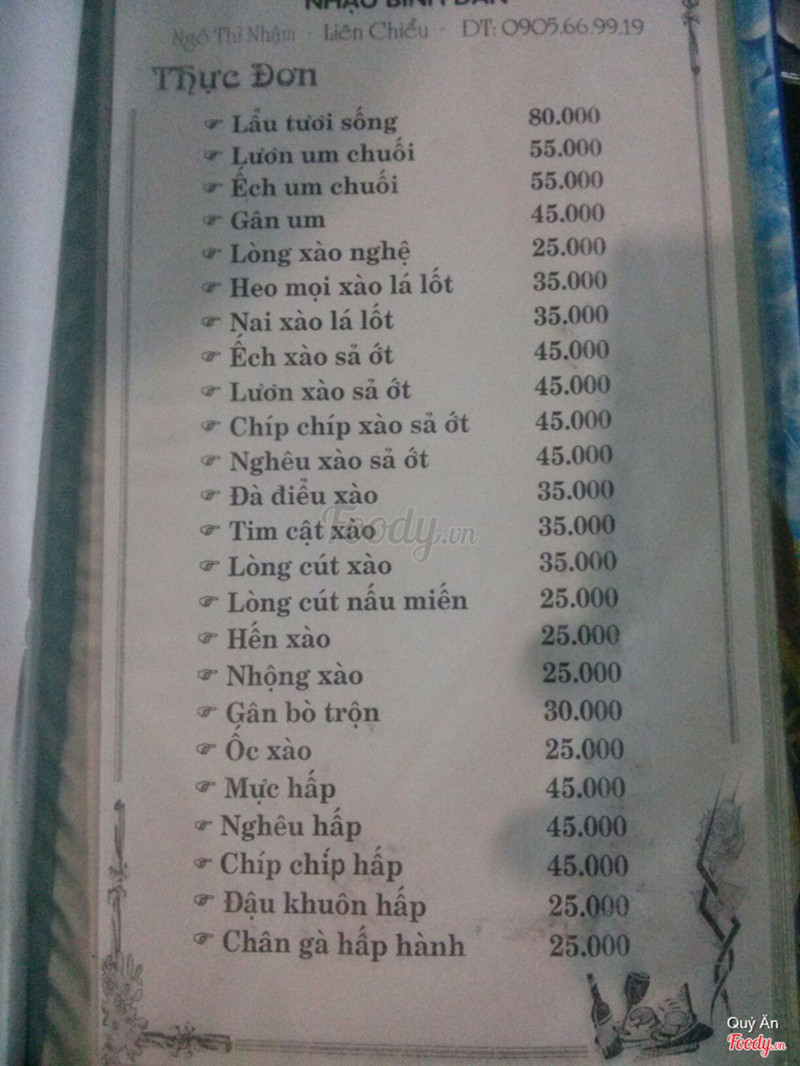 NHẬU BÌNH DÂN
Ngô Thì Nhậm - Liên Chiểu - ĐT: 0905.66.99.19
Thực Đơn
Lẩu tươi sống 80.000
Lươn um chuối 55.000
Ếch um chuối 55.000
Gân um 45.000
Lòng xào nghệ 25.000
Heo mọi xào lá lốt 35.000
Nai xào lá lốt 35.000
Ếch xào sả ớt 45.000
Lươn xào sả ớt 45.000
Chíp chíp xào sả ớt 45.000
Nghêu xào sả ớt 45.000
Đà điểu xào 35.000
Tim cật xào 35.000
Lòng cút xào 35.000
Lòng cút nấu miến 25.000
Hến xào 25.000
Nhộng xào 25.000
Gân bò trộn 30.000
Ốc xào 25.000
Mực hấp 45.000
Nghêu hấp 45.000
Chíp chíp hấp 45.000
Đậu khuôn hấp 25.000
Chân gà hấp hành 25.000
Foody.vn
Quỷ Ăn
Foody.vn